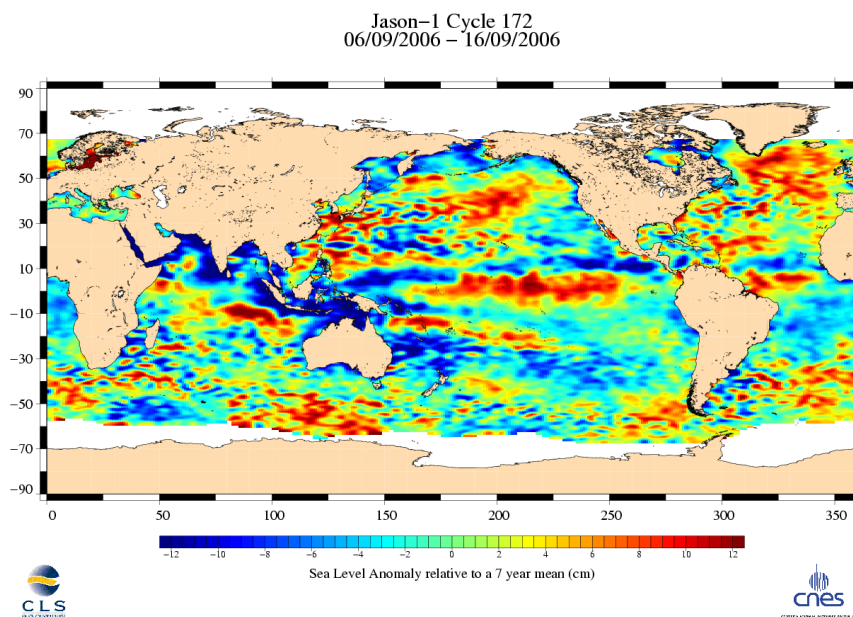 Jason−1 Cycle 172
06/09/2006 − 16/09/2006
90
70
50
30
10
−10
−30
−50
−70
−90
0 50 100 150 200 250 300 350
−12 −10 −8 −6 −4 −2 0 2 4 6 8 10 12
Sea Level Anomaly relative to a 7 year mean (cm)
CLS
cnes